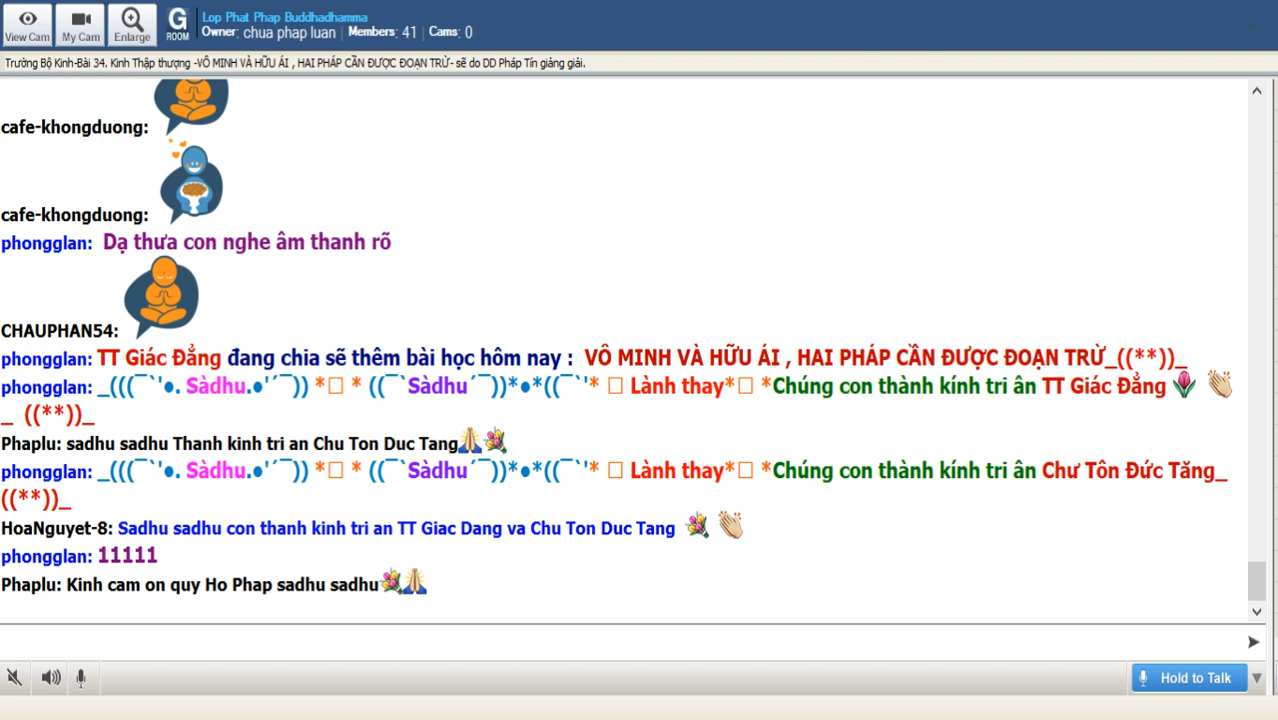 View Cam
My Cam
Enlarge
G
ROOM
Lop Phat Phap Buddhadhamma
Owner: chua phap luan | Members: 41 | Cams: 0
Trường Bộ Kinh-Bài 34. Kinh Thập thượng -VÔ MINH VÀ HỮU ÁI , HAI PHÁP CẦN ĐƯỢC ĐOẠN TRỪ- sẽ do DD Pháp Tín giảng giải.
cafe-khongduong:
cafe-khongduong:
phongglan: Dạ thưa con nghe âm thanh rõ
CHAUPHAN54:
phongglan: TT Giác Đẳng đang chia sẽ thêm bài học hôm nay : VÔ MINH VÀ HỮU ÁI , HAI PHÁP CẦN ĐƯỢC ĐOẠN TRỪ_((**))_
phongglan: _(((¯`'●. Sàdhu.●'´¯)) *□ * ((¯`Sàdhu´¯))*●*((¯`'* □ Lành thay*□ *Chúng con thành kính tri ân TT Giác Đẳng🌷 👏
_ ((**))_
Phaplu: sadhu sadhu Thanh kinh tri an Chu Ton Duc Tang🙏💐
phongglan: _(((¯`'●. Sàdhu.●'´¯)) *□ * ((¯`Sàdhu´¯))*●*((¯`'* □ Lành thay*□ *Chúng con thành kính tri ân Chư Tôn Đức Tăng_
((**))_
HoaNguyet-8: Sadhu sadhu con thanh kinh tri an TT Giac Dang va Chu Ton Duc Tang 💐 👏
phongglan: 11111
Phaplu: Kinh cam on quy Ho Phap sadhu sadhu💐🙏
Hold to Talk